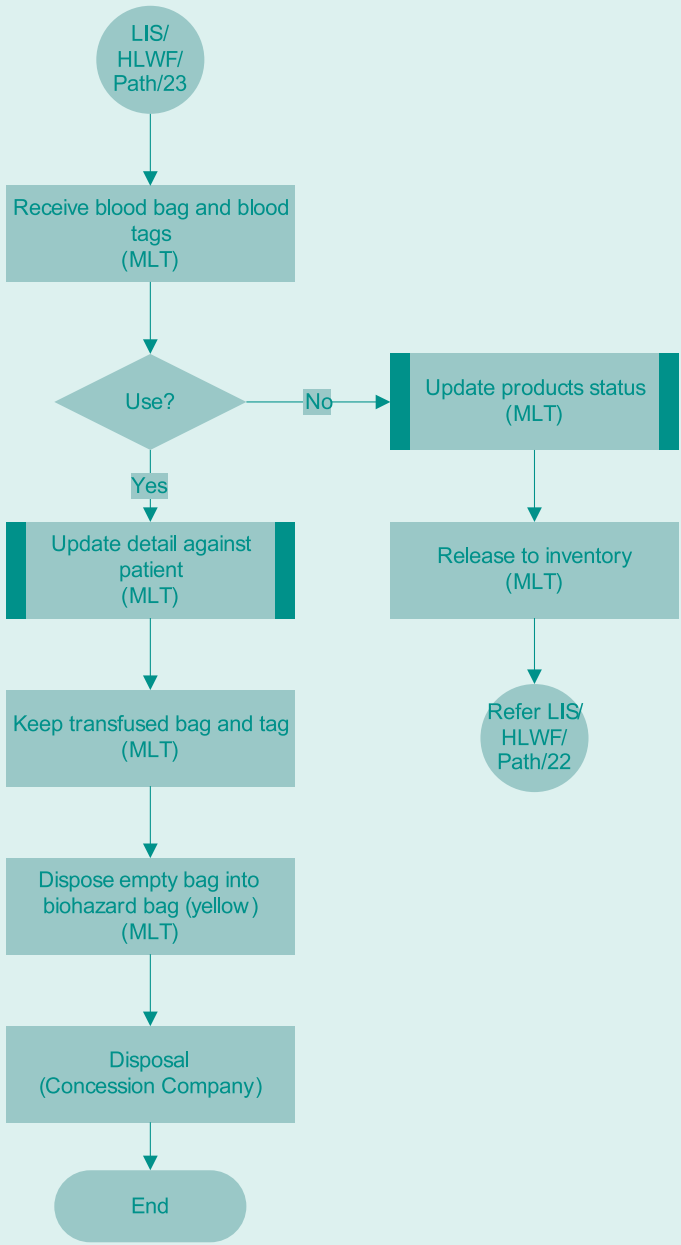 LIS/
HLWF/
Path/23
Receive blood bag and blood
tags
(MLT)
Use?
No
Update products status
(MLT)
Yes
Update detail against
patient
(MLT)
Release to inventory
(MLT)
Keep transfused bag and tag
(MLT)
Refer LIS/
HLWF/
Path/22
Dispose empty bag into
biohazard bag (yellow)
(MLT)
Disposal
(Concession Company)
End